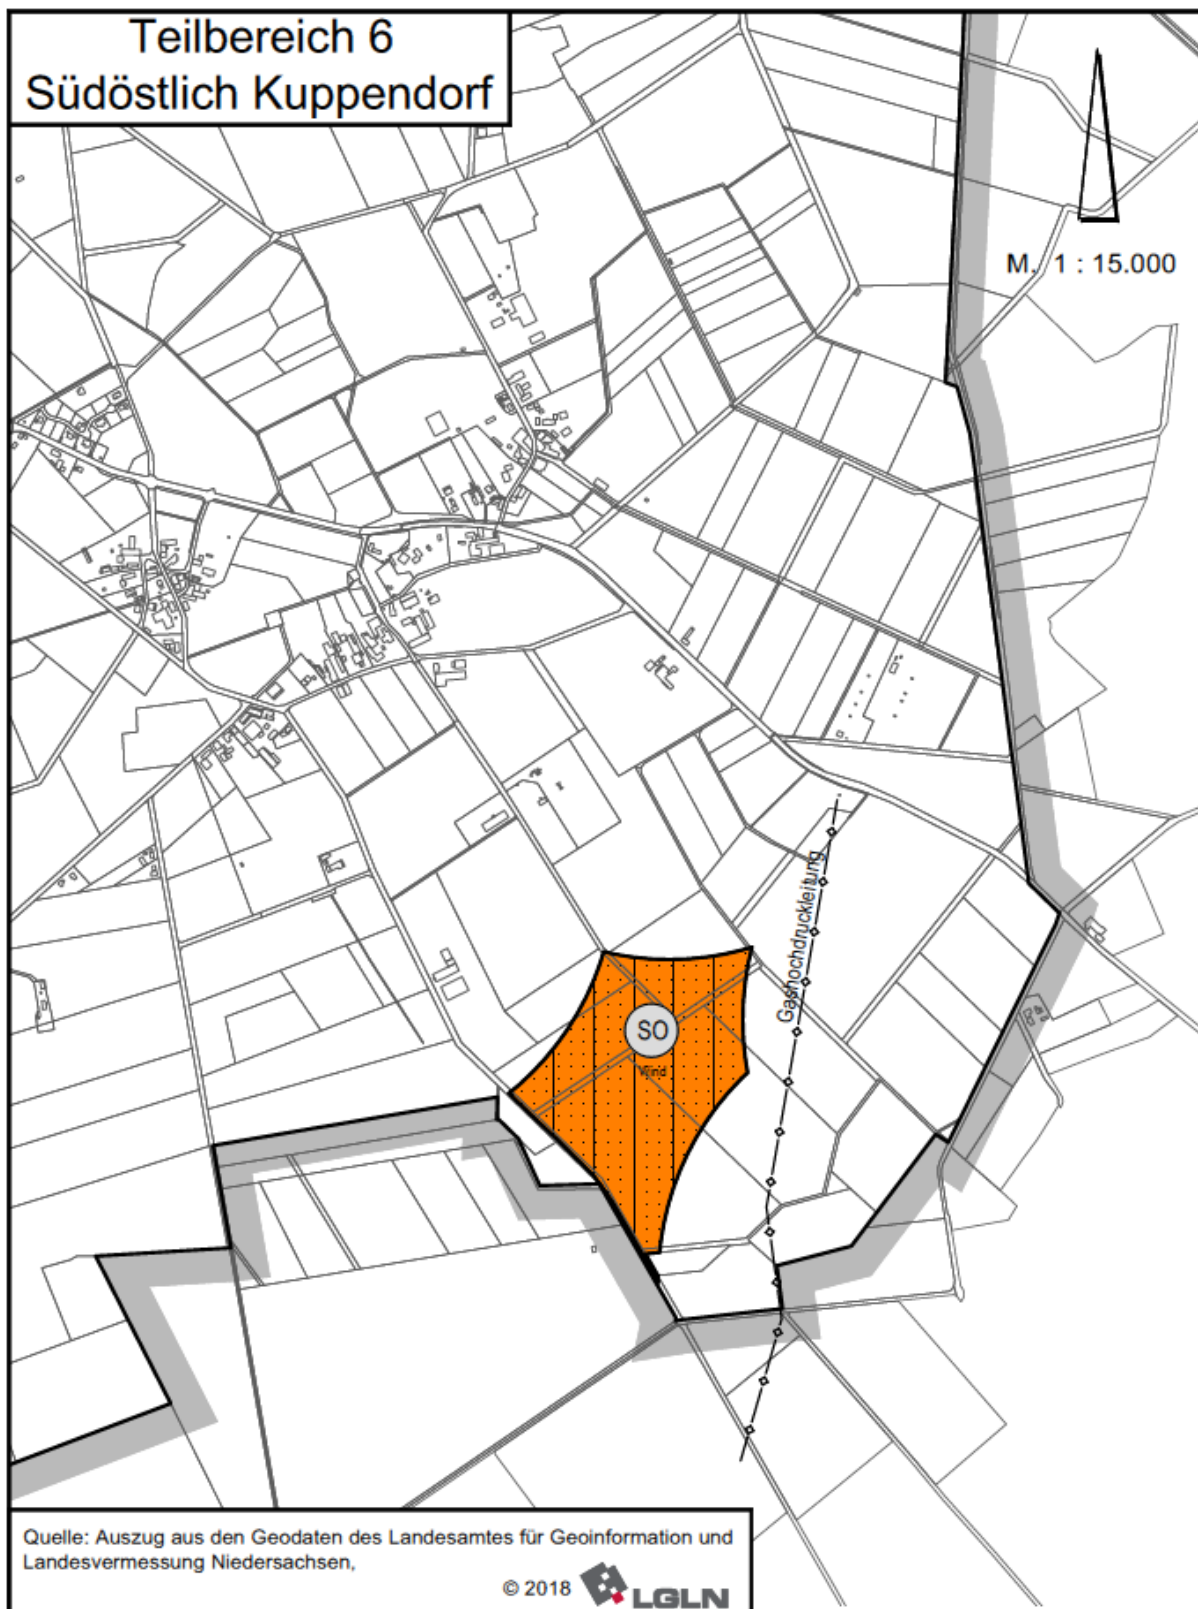 Teilbereich 6
Südöstlich Kuppendorf
M. 1 : 15.000
Gashochdruckleitung
SO
Wind
Quelle: Auszug aus den Geodaten des Landesamtes für Geoinformation und
Landesvermessung Niedersachsen,
© 2018 LGLN